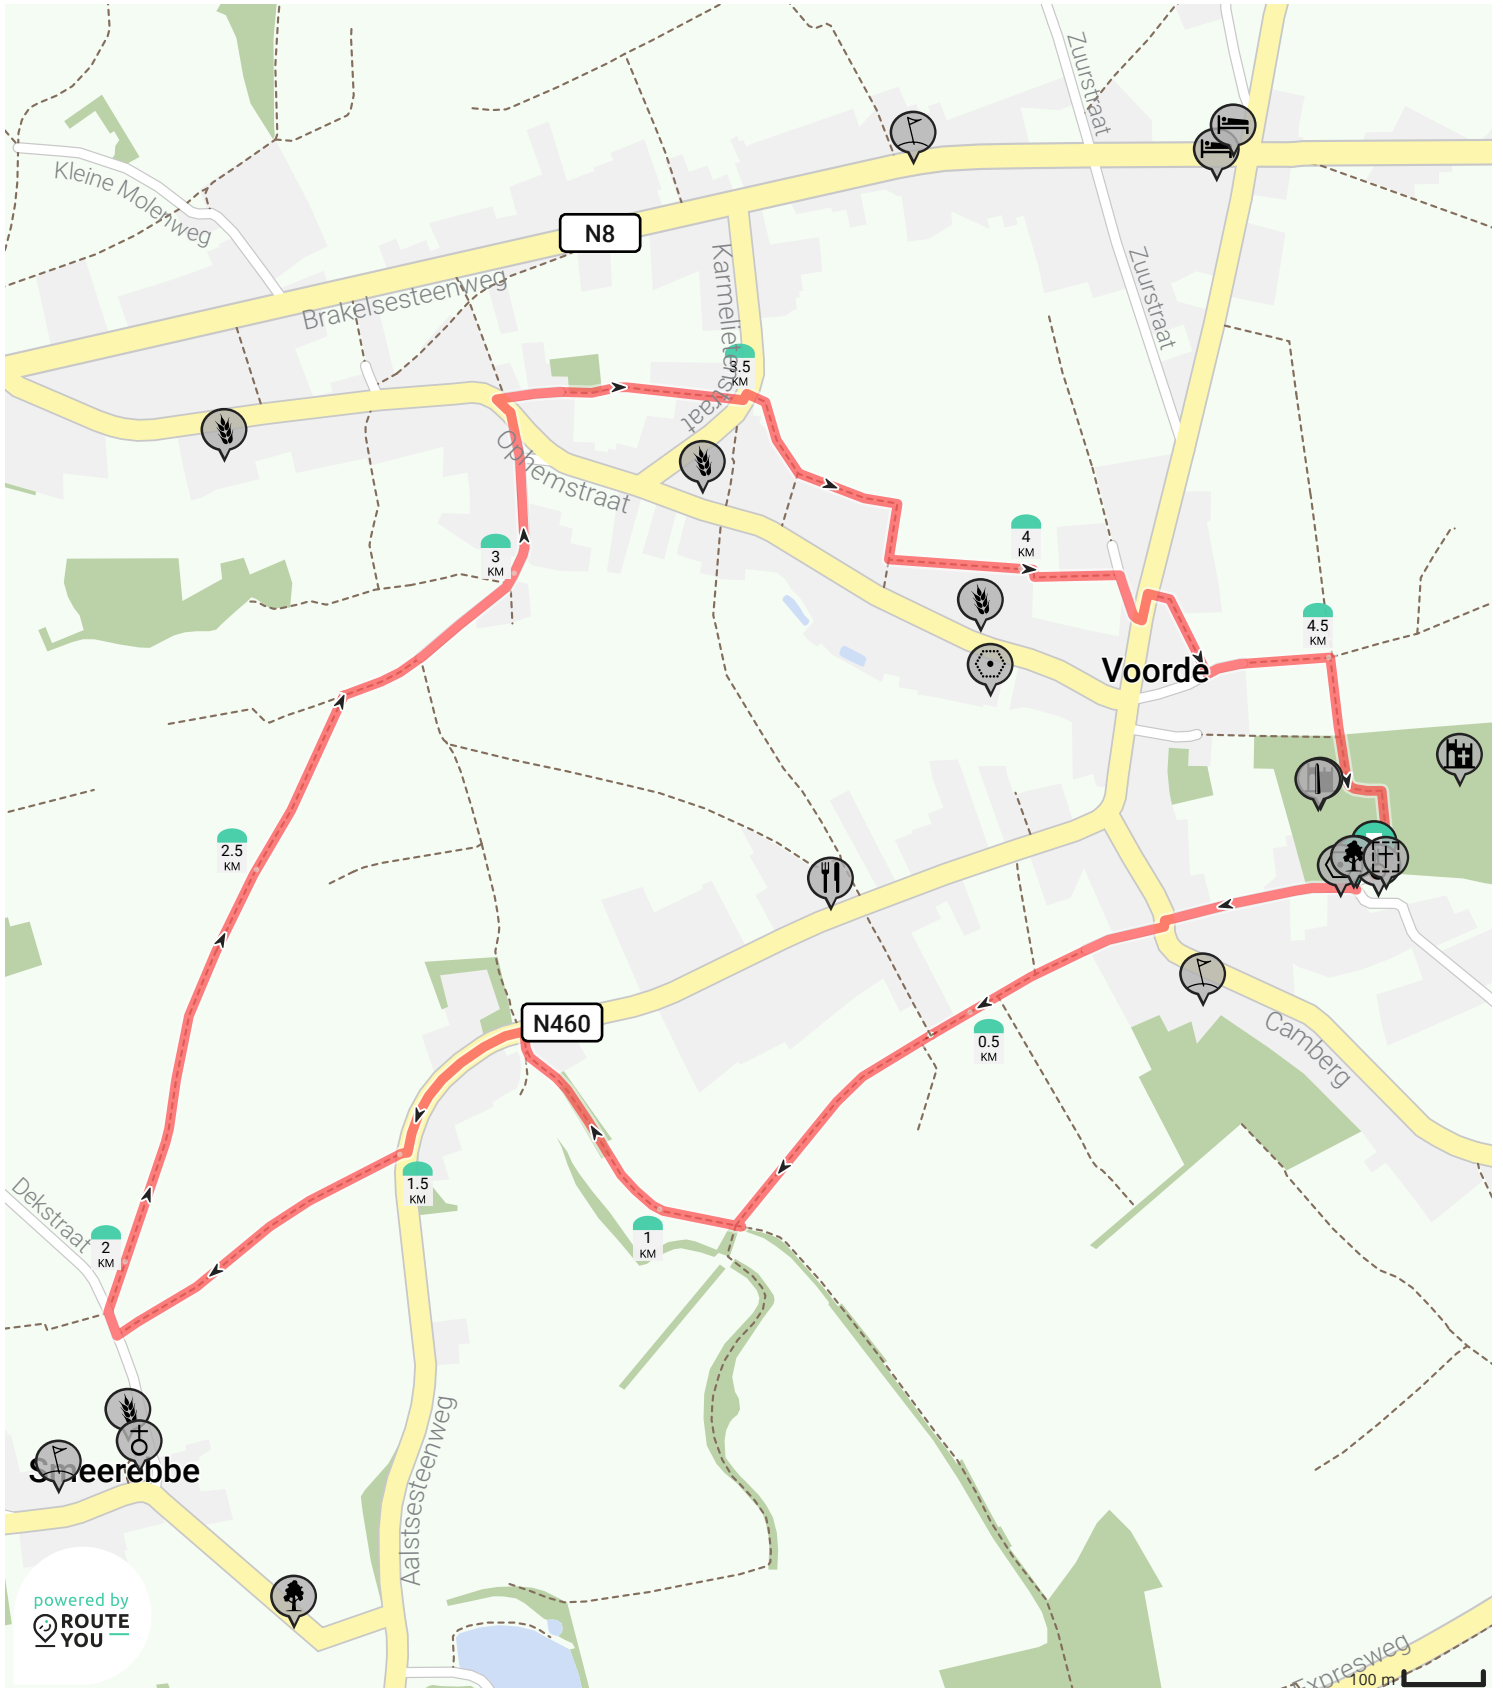 Zuurstraat
Kleine Molenweg
N8
Karmelietenstraat
Brakelsesteenweg
Zuurstraat
3.5
KM
Ophemstraat
3
KM
4
KM
4.5
KM
Voorde
2.5
KM
N460
0.5
KM
Camberg
1.5
KM
Dekstraat
2
KM
1
KM
Aalstsesteenweg
Smeerebbe
powered by
ROUTE
YOU
Expresweg
100 m